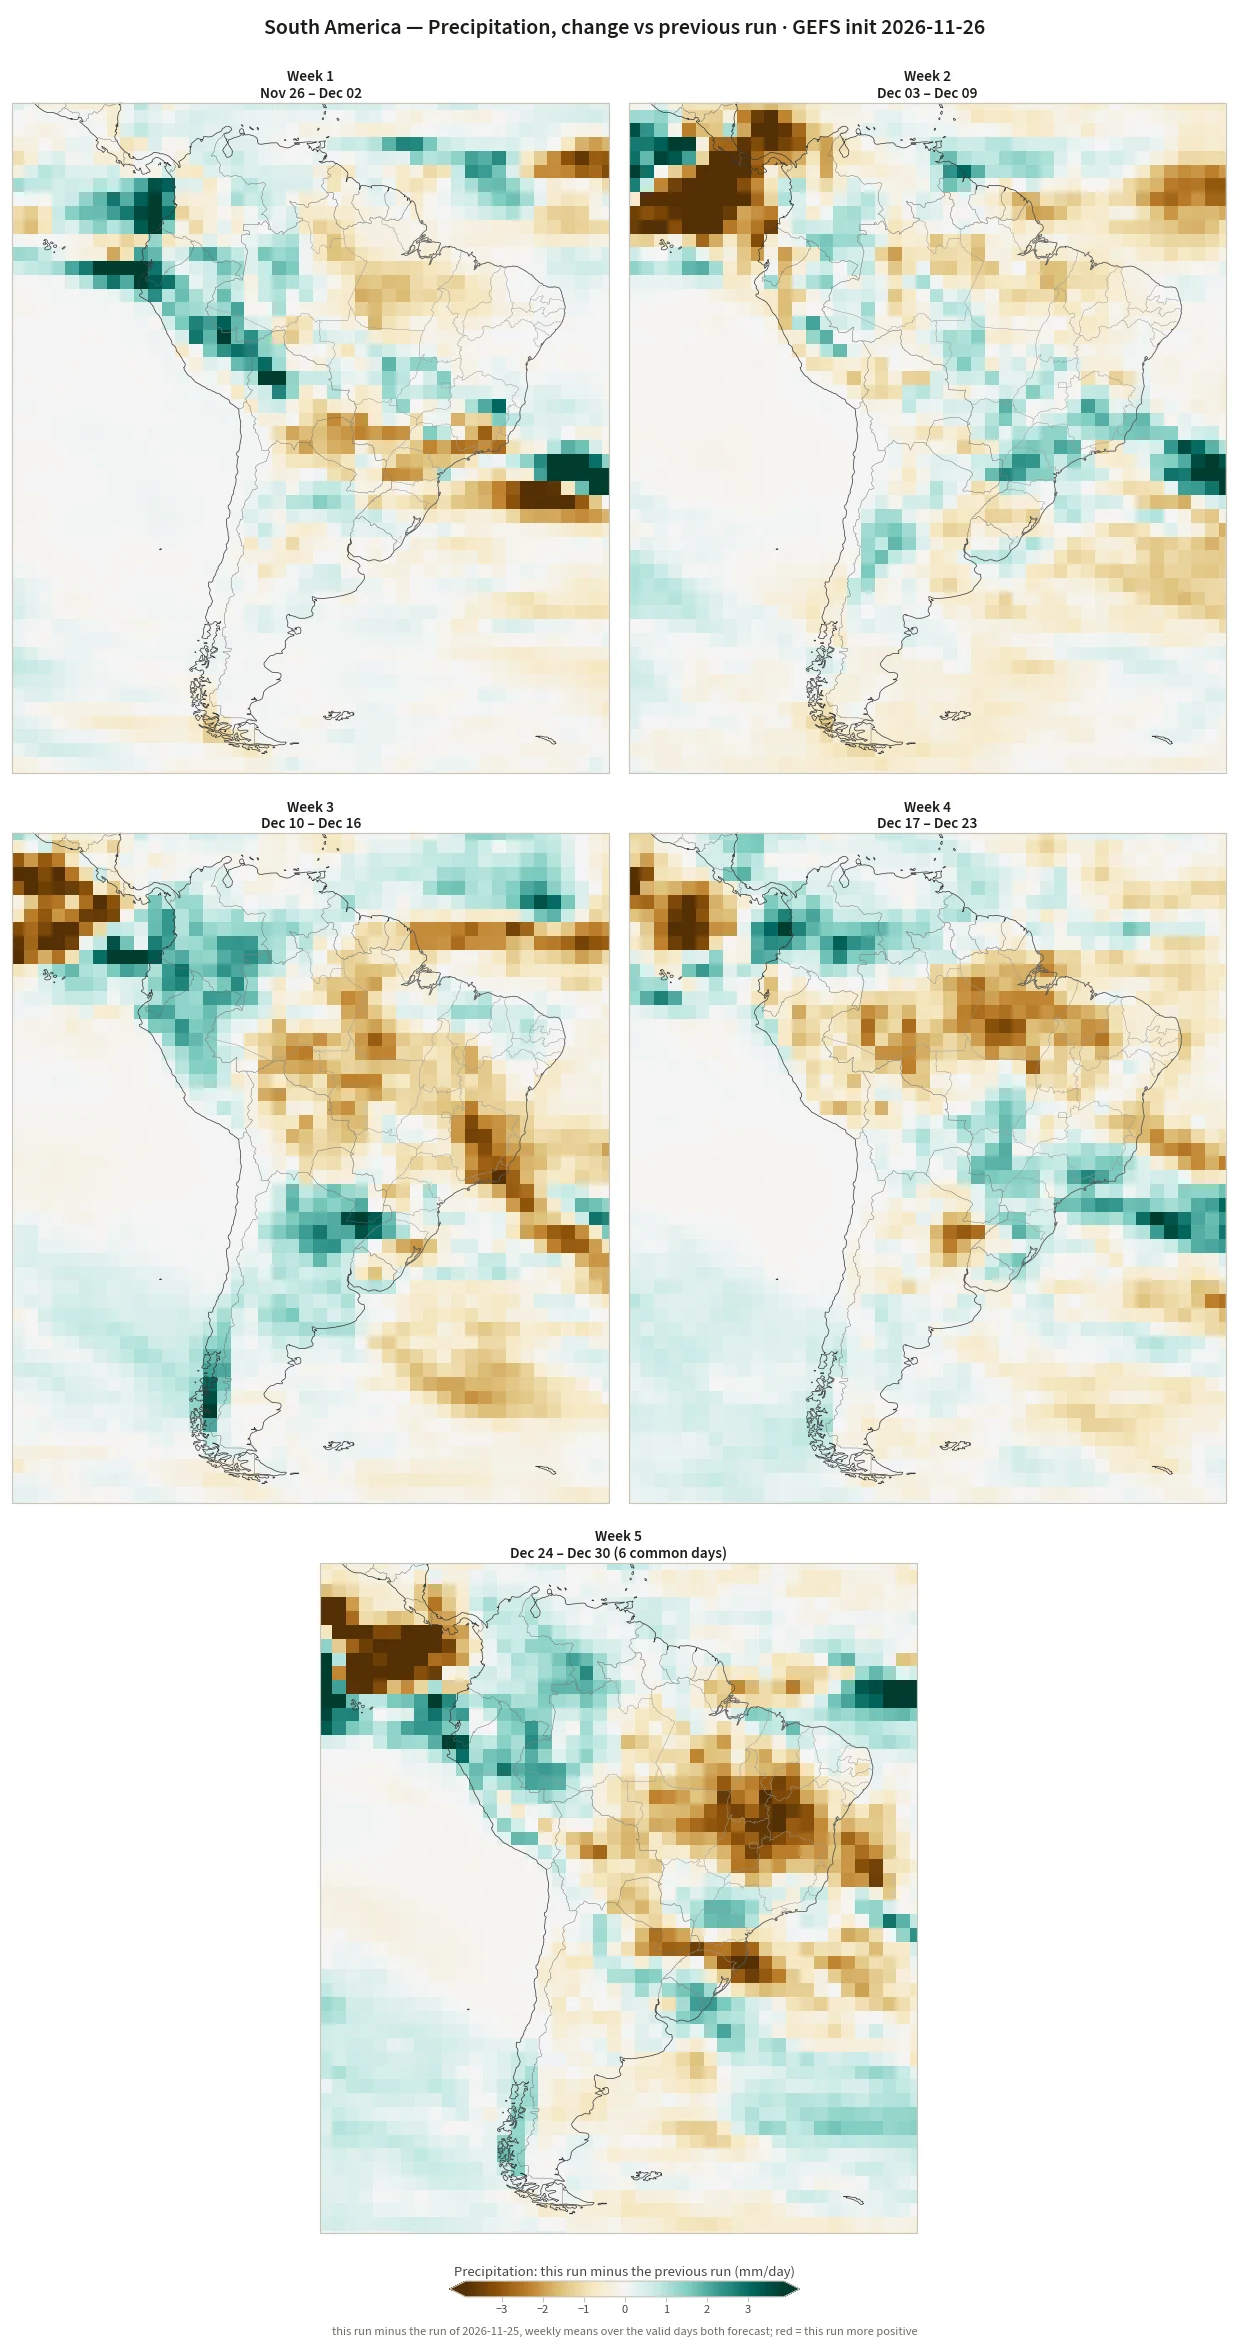 South America — Precipitation, change vs previous run · GEFS init 2026-11-26
Week 1
Nov 26 – Dec 02
Week 2
Dec 03 – Dec 09
Week 3
Dec 10 – Dec 16
Week 4
Dec 17 – Dec 23
Week 5
Dec 24 – Dec 30 (6 common days)
Precipitation: this run minus the previous run (mm/day)
−3 −2 −1 0 1 2 3
this run minus the run of 2026-11-25, weekly means over the valid days both forecast; red = this run more positive